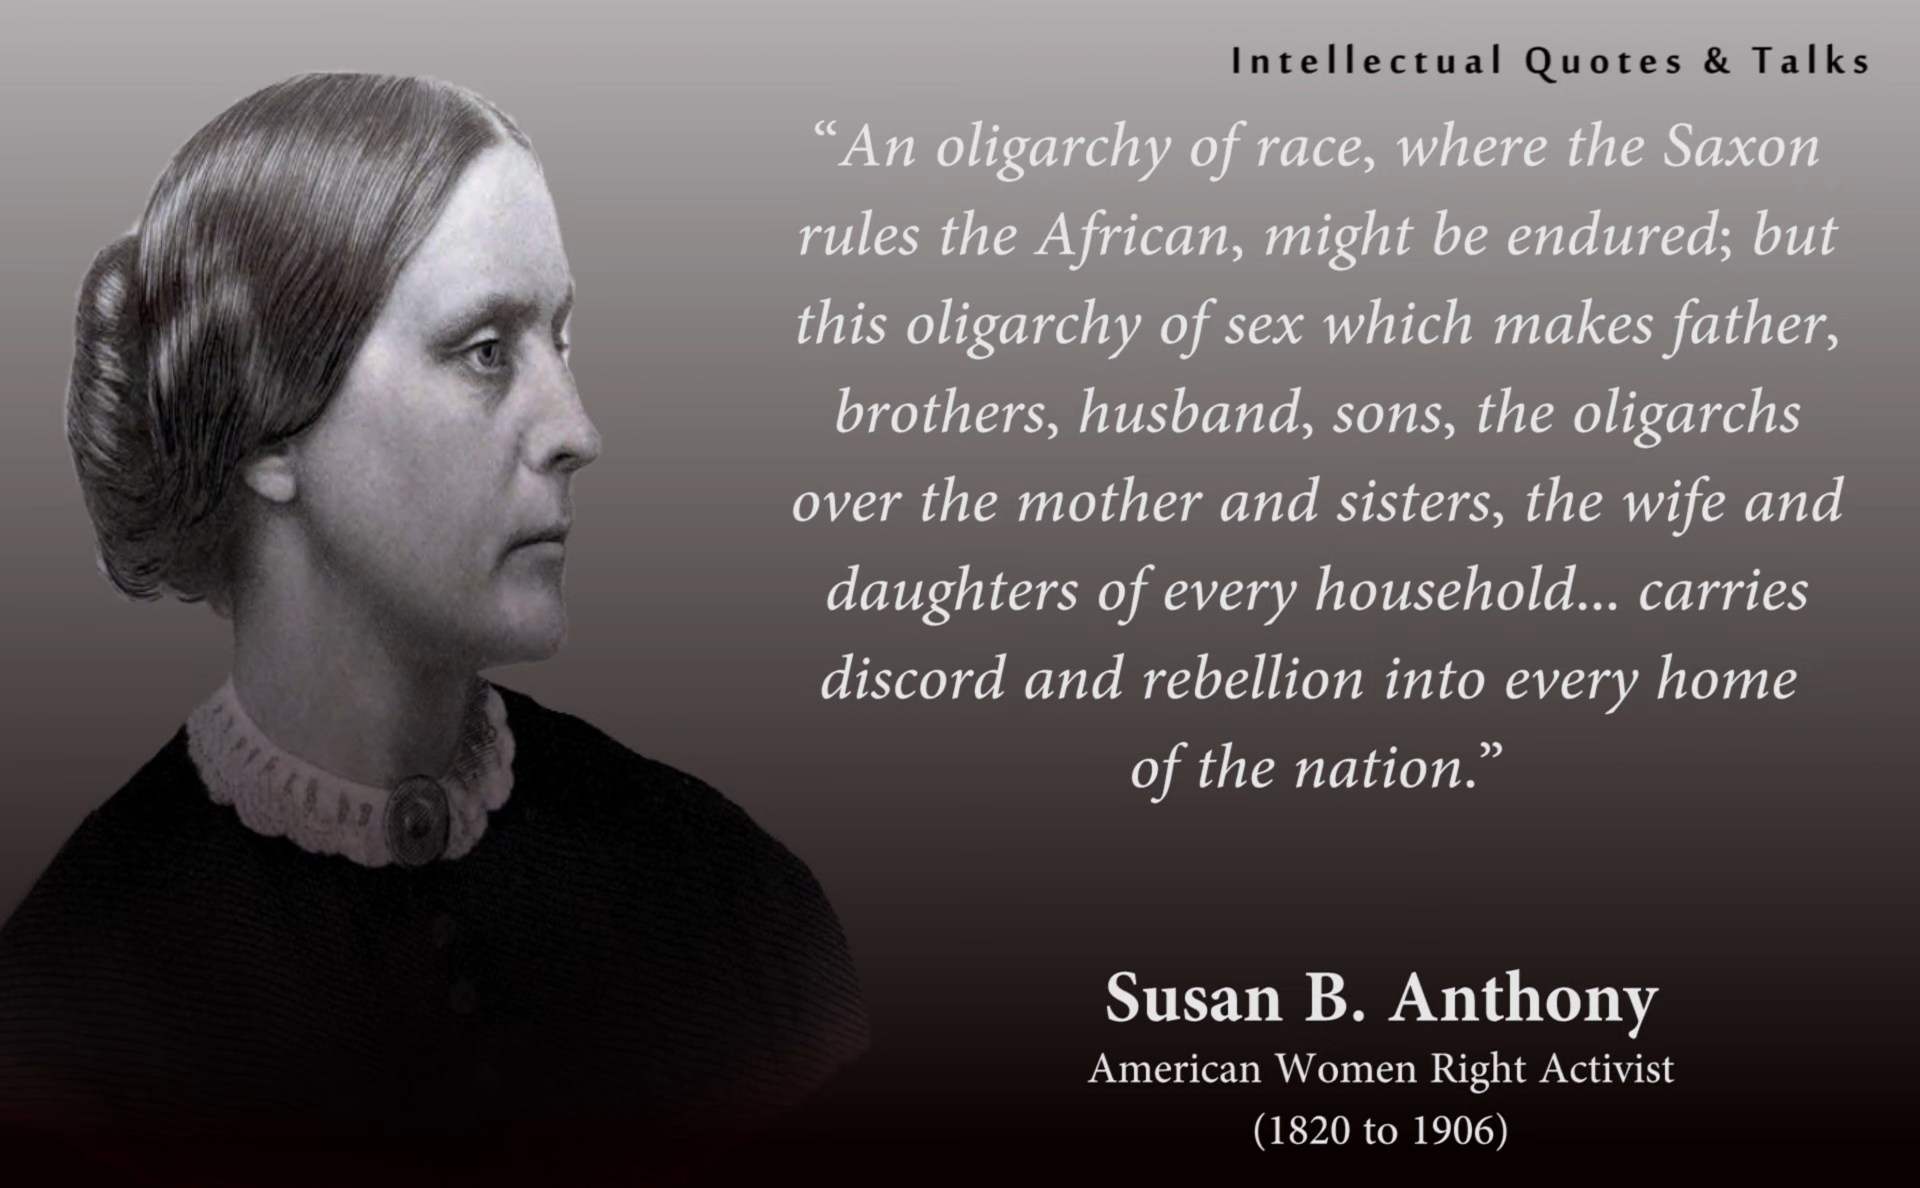 Intellectual Quotes & Talks
“An oligarchy of race, where the Saxon
rules the African, might be endured; but
this oligarchy of sex which makes father,
brothers, husband, sons, the oligarchs
over the mother and sisters, the wife and
daughters of every household... carries
discord and rebellion into every home
of the nation.”
Susan B. Anthony
American Women Right Activist
(1820 to 1906)